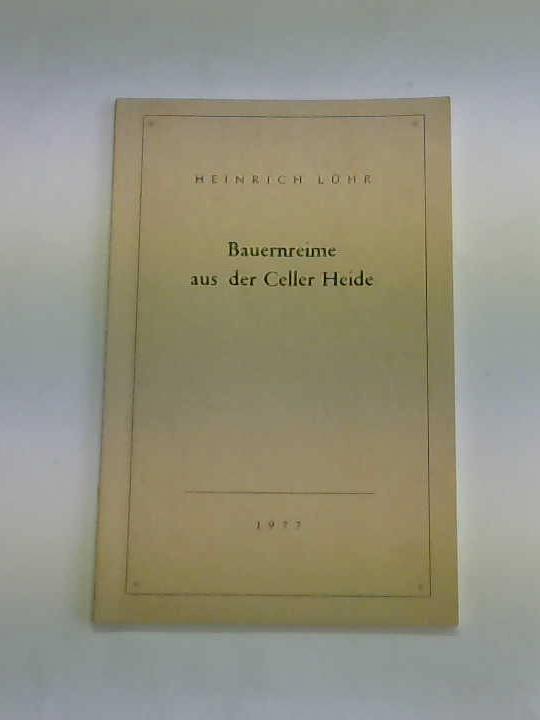 HEINRICH LÜHR
Bauernreime
aus der Celler Heide
1977